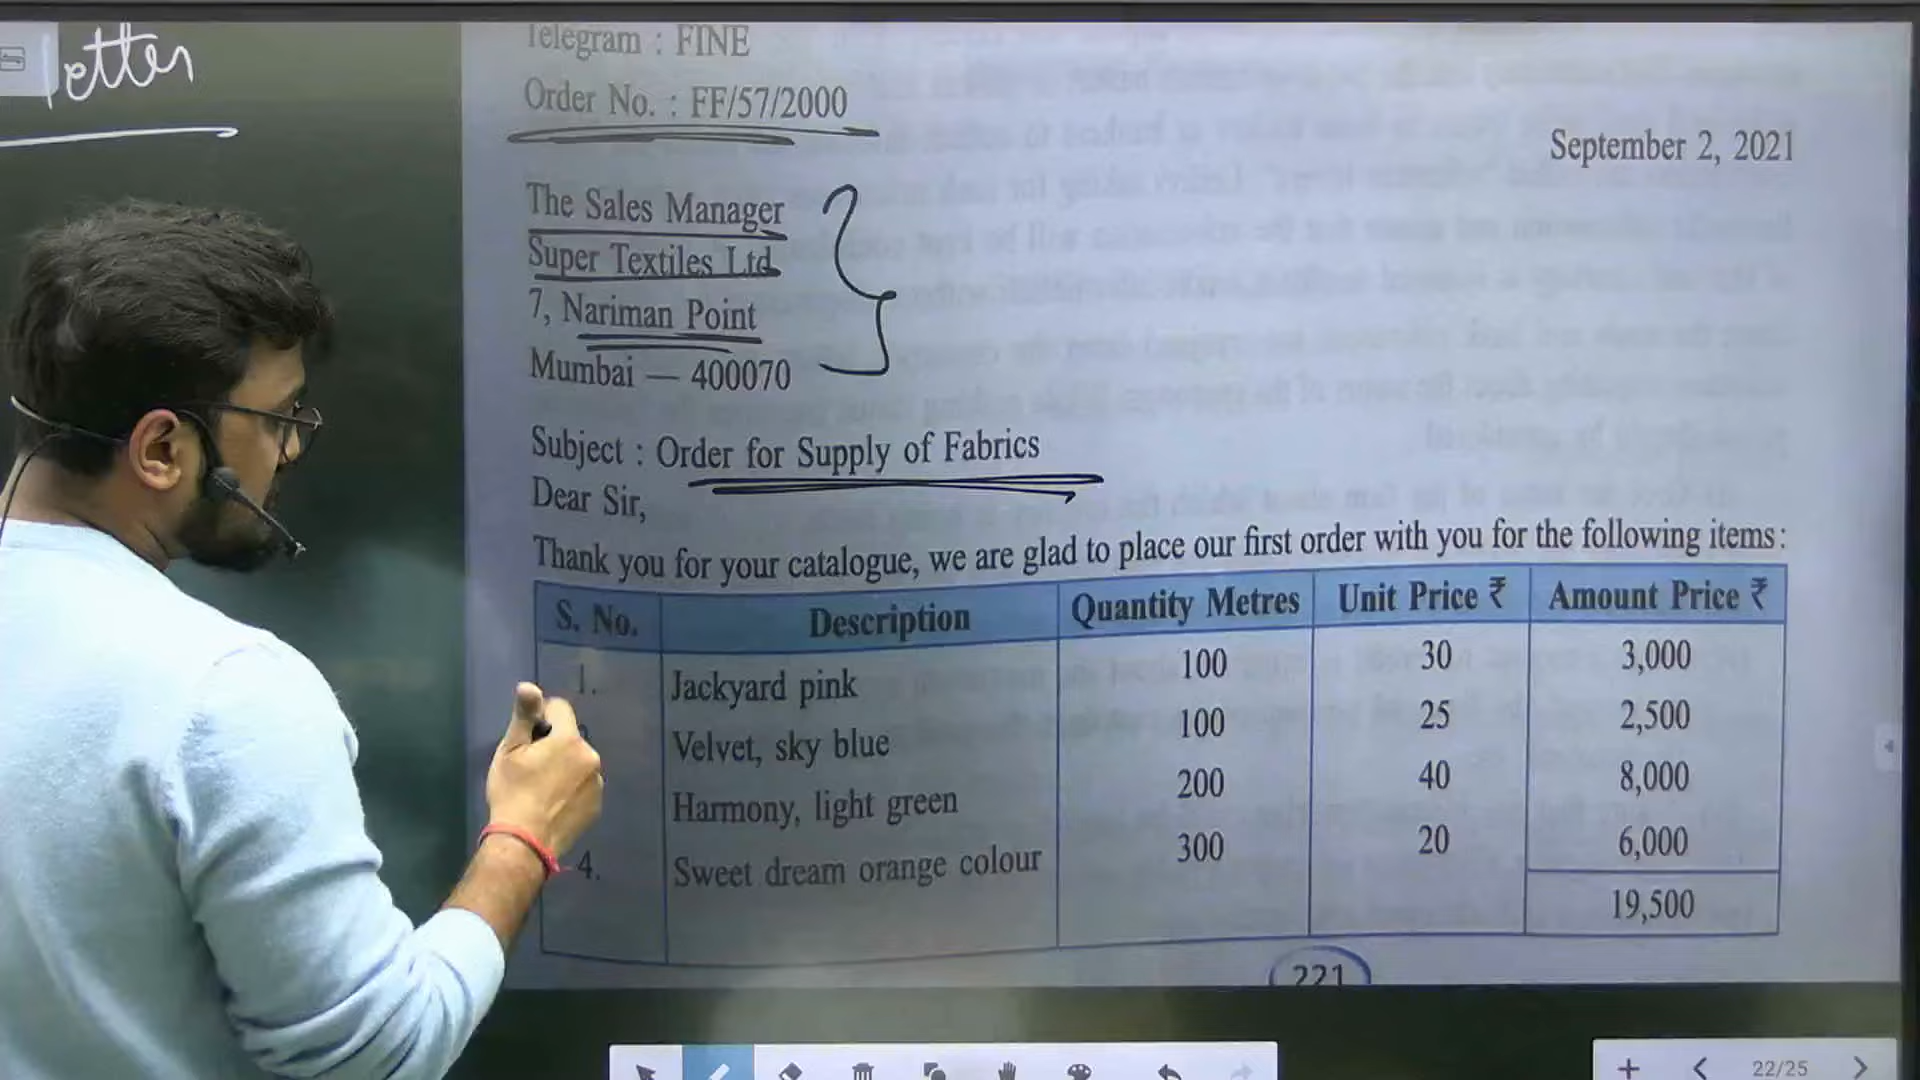 letter
Telegram : FINE
Order No. : FF/57/2000
September 2, 2021
The Sales Manager
Super Textiles Ltd
7, Nariman Point
Mumbai — 400070
Subject : Order for Supply of Fabrics
Dear Sir,
Thank you for your catalogue, we are glad to place our first order with you for the following items:
S. No. Description Quantity Metres Unit Price ₹ Amount Price ₹
1. Jackyard pink 100 30 3,000
Velvet, sky blue 100 25 2,500
Harmony, light green 200 40 8,000
4. Sweet dream orange colour 300 20 6,000
19,500
221
22/25